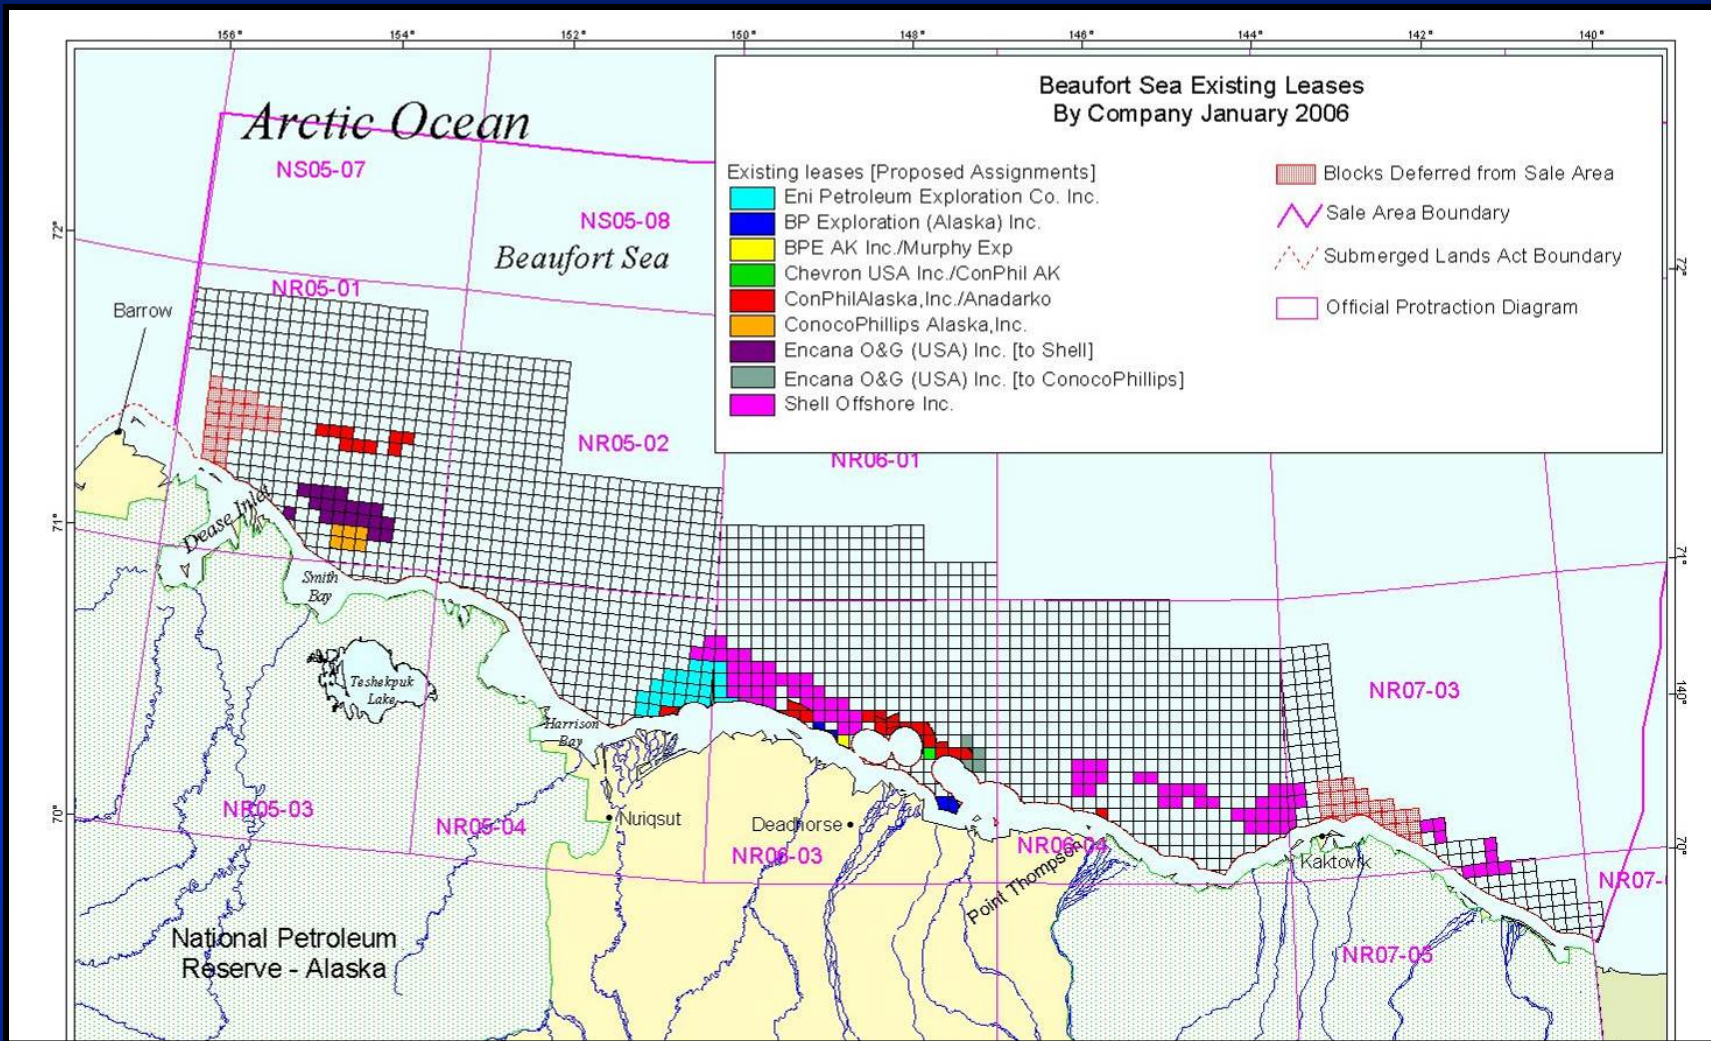 156°
154°
152°
150°
148°
146°
144°
142°
140°
Beaufort Sea Existing Leases
By Company January 2006
Existing leases [Proposed Assignments]
Eni Petroleum Exploration Co. Inc.
BP Exploration (Alaska) Inc.
BPE AK Inc./Murphy Exp
Chevron USA Inc./ConPhil AK
ConPhilAlaska,Inc./Anadarko
ConocoPhillips Alaska,Inc.
Encana O&G (USA) Inc. [to Shell]
Encana O&G (USA) Inc. [to ConocoPhillips]
Shell Offshore Inc.
Blocks Deferred from Sale Area
Sale Area Boundary
Submerged Lands Act Boundary
Official Protraction Diagram
Arctic Ocean
NS05-07
NS05-08
72°
72°
Beaufort Sea
NR05-01
Barrow
NR05-02
NR06-01
71°
71°
Dease Inlet
Smith
Bay
Teshekpuk
Lake
NR07-03
140°
Harrison
Bay
70°
70°
NR05-03
NR05-04
Nuiqsut
Deadhorse
NR06-03
NR06-04
Point Thompson
Kaktovik
NR07-
National Petroleum
Reserve - Alaska
NR07-05